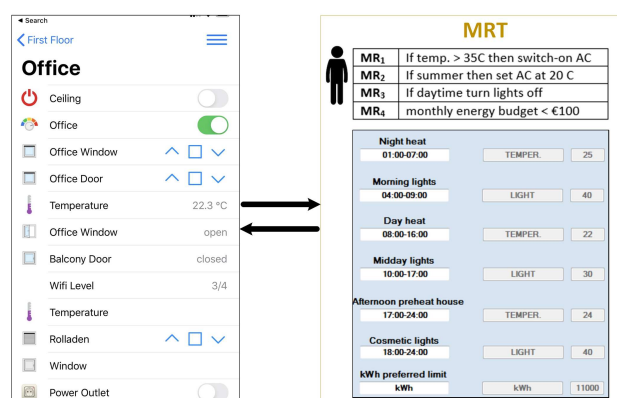 ◄ Search
First Floor
Office
Ceiling
Office
Office Window
Office Door
Temperature 22.3 °C
Office Window open
Balcony Door closed
Wifi Level 3/4
Temperature
Rolladen
Window
Power Outlet
MRT
MR1 If temp. > 35C then switch-on AC
MR2 If summer then set AC at 20 C
MR3 If daytime turn lights off
MR4 monthly energy budget < €100
Night heat
01:00-07:00 TEMPER. 25
Morning lights
04:00-09:00 LIGHT 40
Day heat
08:00-16:00 TEMPER. 22
Midday lights
10:00-17:00 LIGHT 30
Afternoon preheat house
17:00-24:00 TEMPER. 24
Cosmetic lights
18:00-24:00 LIGHT 40
kWh preferred limit
kWh kWh 11000